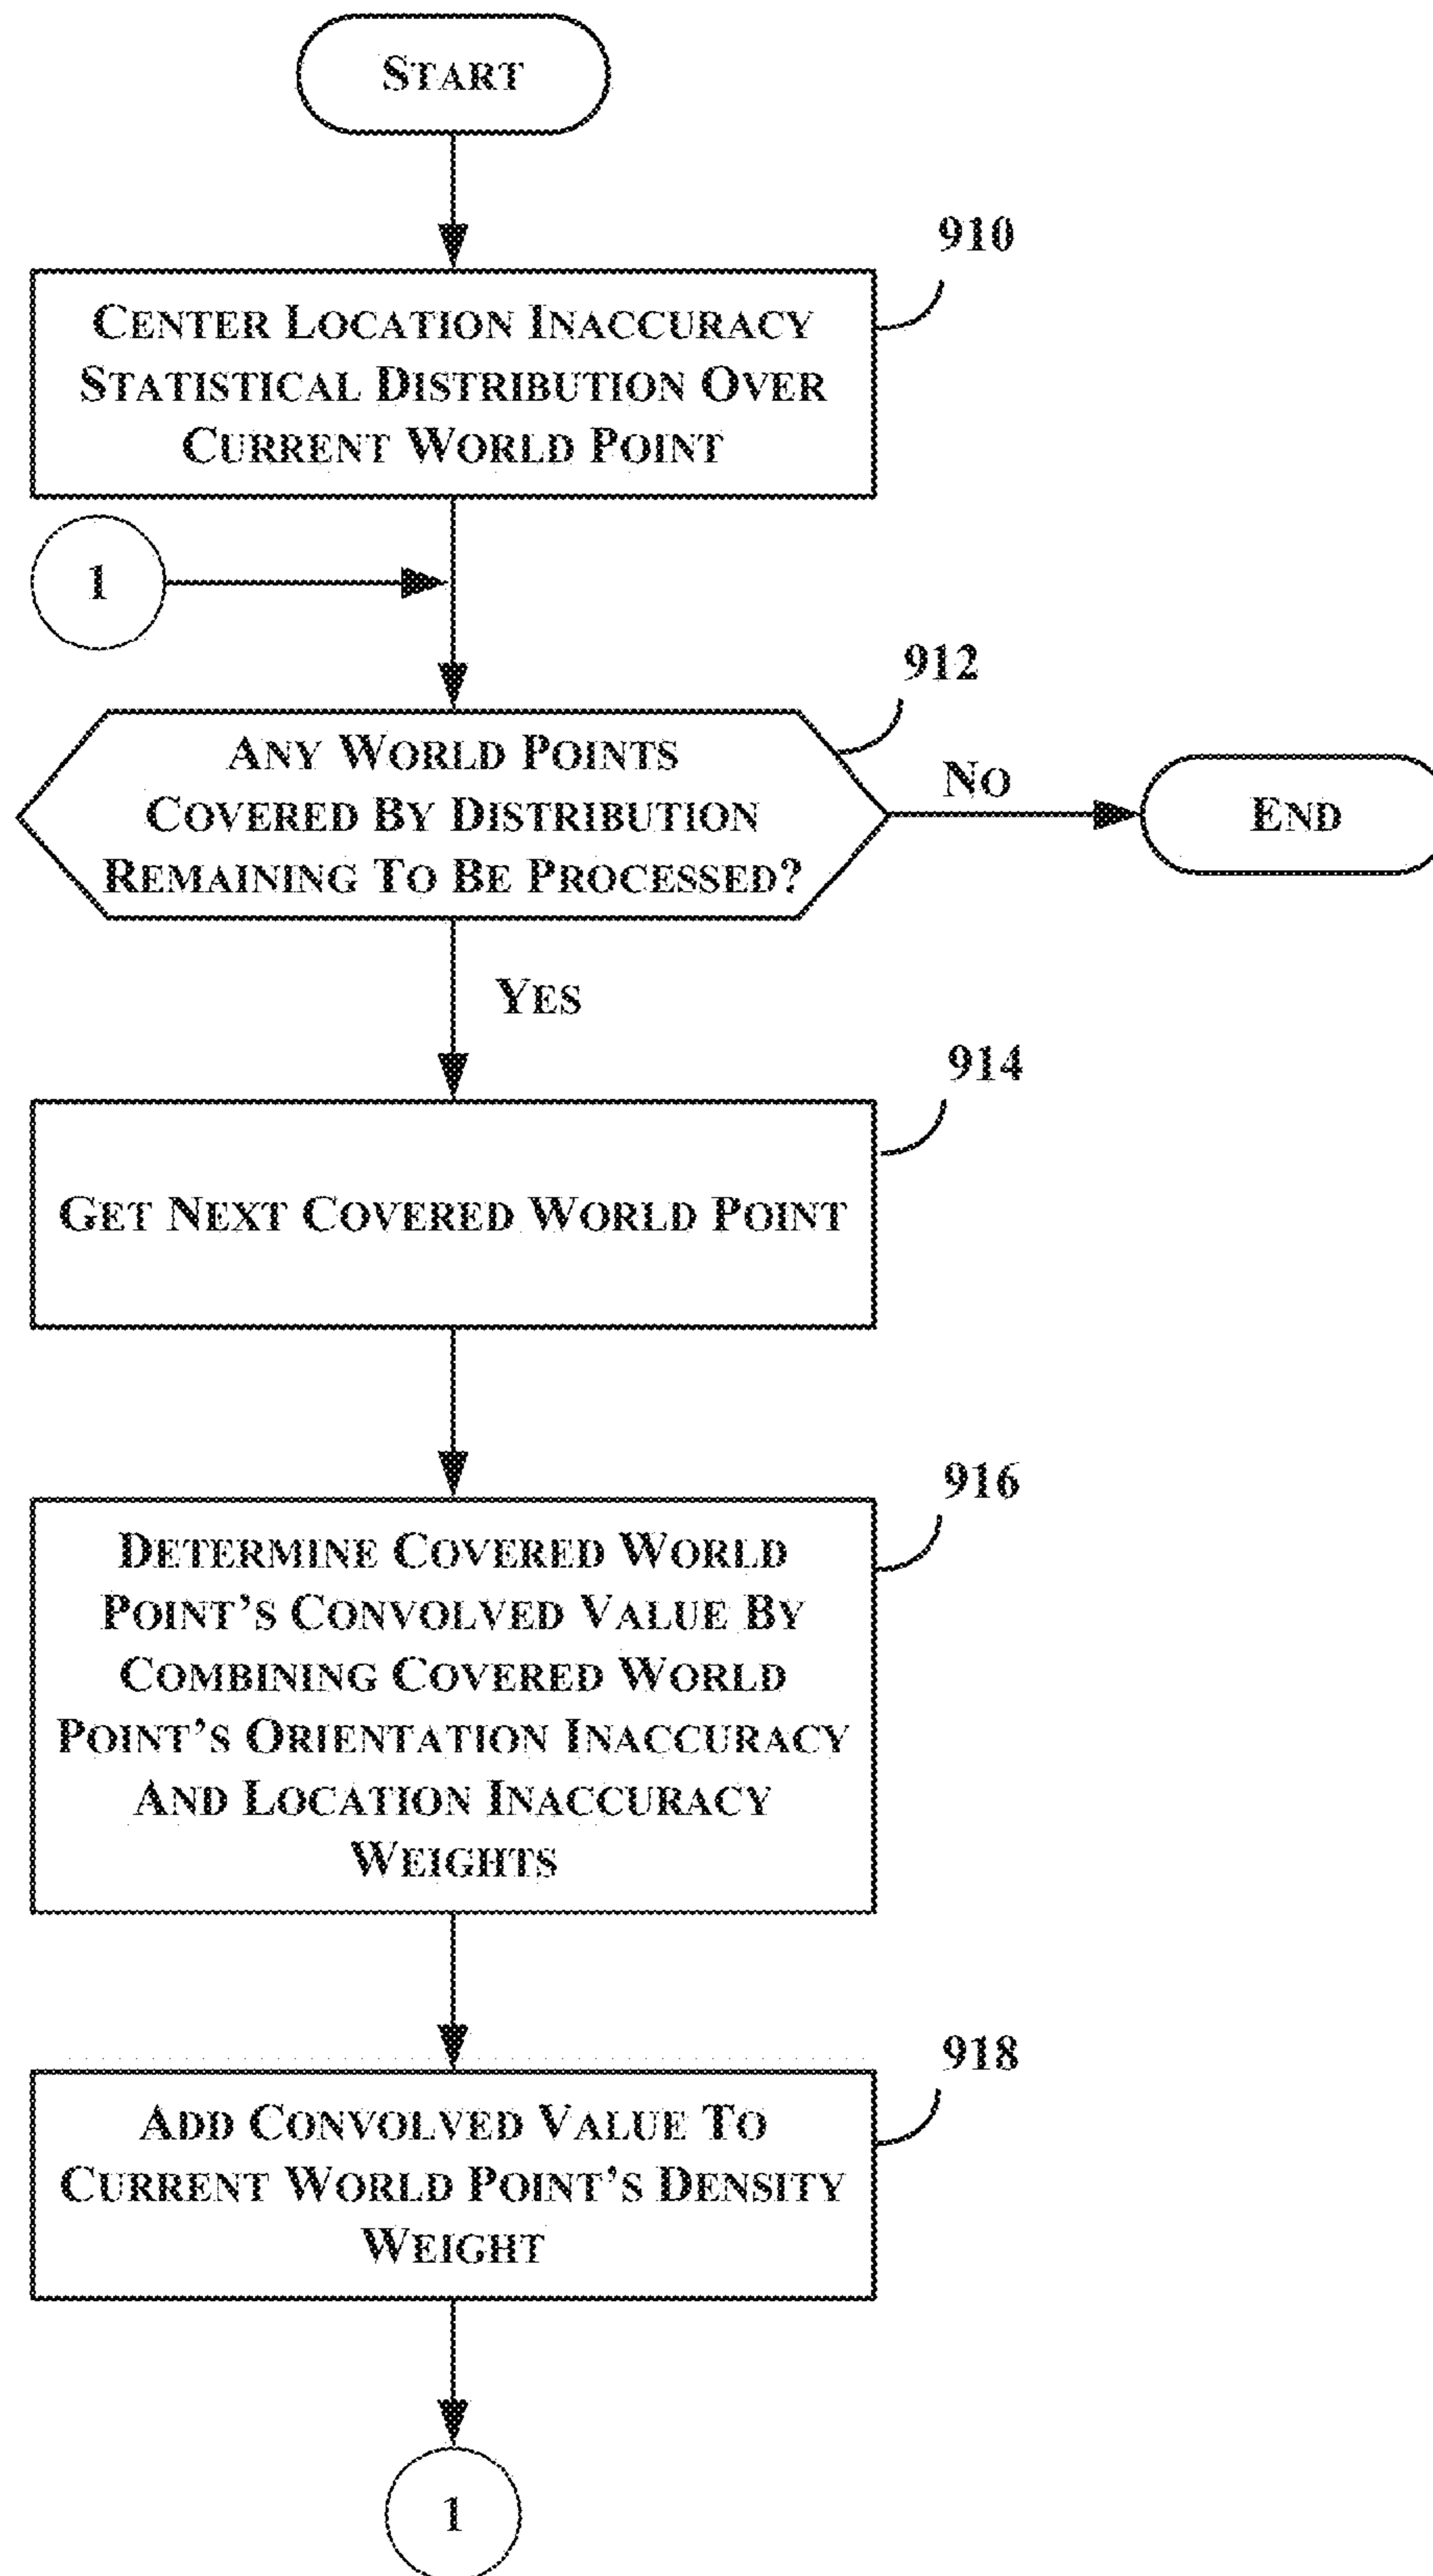 START
910
CENTER LOCATION INACCURACY
STATISTICAL DISTRIBUTION OVER
CURRENT WORLD POINT
1
912
ANY WORLD POINTS
COVERED BY DISTRIBUTION
REMAINING TO BE PROCESSED?
NO
END
YES
914
GET NEXT COVERED WORLD POINT
916
DETERMINE COVERED WORLD
POINT'S CONVOLVED VALUE BY
COMBINING COVERED WORLD
POINT'S ORIENTATION INACCURACY
AND LOCATION INACCURACY
WEIGHTS
918
ADD CONVOLVED VALUE TO
CURRENT WORLD POINT'S DENSITY
WEIGHT
1